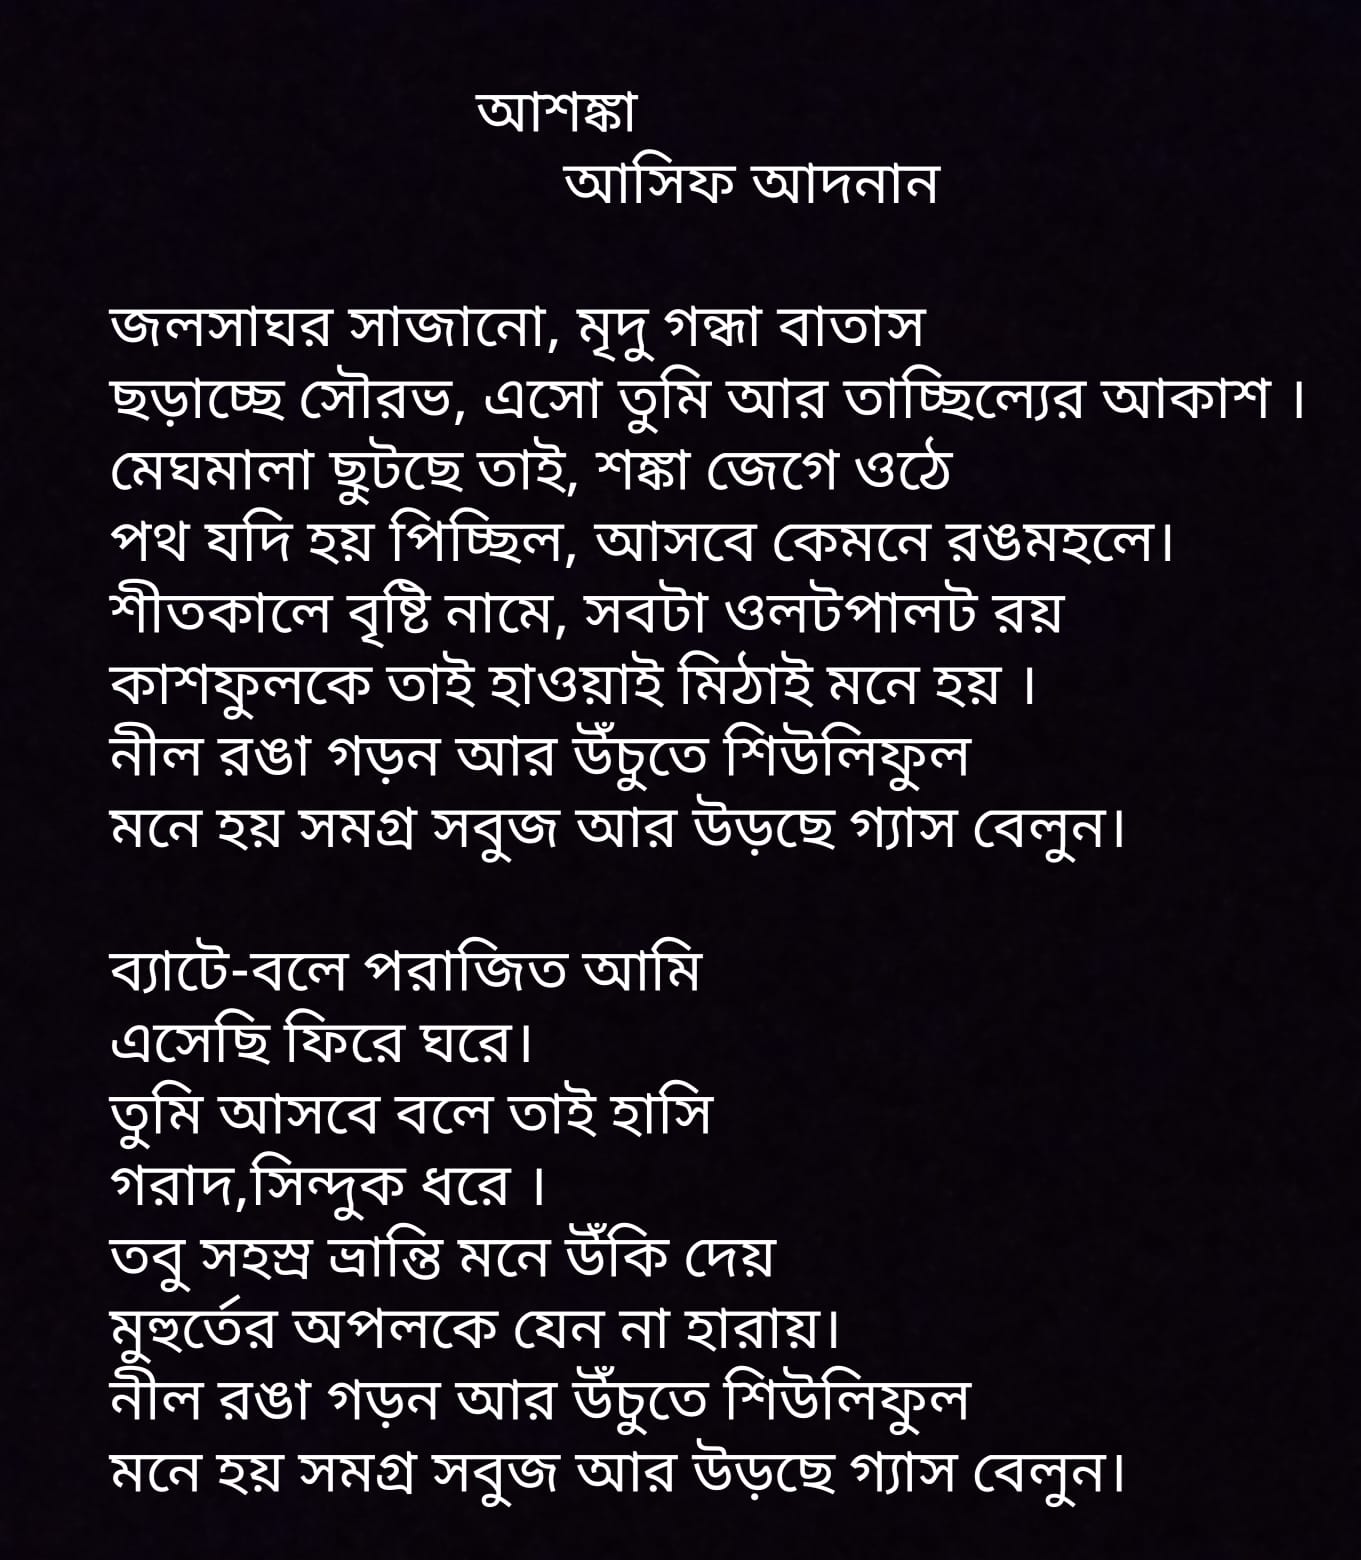 আশঙ্কা
আসিফ আদনান
জলসাঘর সাজানো, মৃদু গন্ধা বাতাস
ছড়াচ্ছে সৌরভ, এসো তুমি আর তাচ্ছিল্যের আকাশ ।
মেঘমালা ছুটছে তাই, শঙ্কা জেগে ওঠে
পথ যদি হয় পিচ্ছিল, আসবে কেমনে রঙমহলে।
শীতকালে বৃষ্টি নামে, সবটা ওলটপালট রয়
কাশফুলকে তাই হাওয়াই মিঠাই মনে হয় ।
নীল রঙা গড়ন আর উঁচুতে শিউলিফুল
মনে হয় সমগ্র সবুজ আর উড়ছে গ্যাস বেলুন।
ব্যাটে-বলে পরাজিত আমি
এসেছি ফিরে ঘরে।
তুমি আসবে বলে তাই হাসি
গরাদ,সিন্দুক ধরে ।
তবু সহস্র ভ্রান্তি মনে উঁকি দেয়
মুহুর্তের অপলকে যেন না হারায়।
নীল রঙা গড়ন আর উঁচুতে শিউলিফুল
মনে হয় সমগ্র সবুজ আর উড়ছে গ্যাস বেলুন।